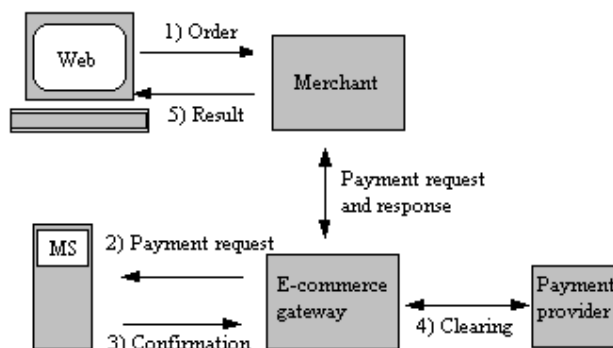 1) Order
Web
Merchant
5) Result
Payment request
and response
2) Payment request
MS
E-commerce
gateway
Payment
provider
4) Clearing
3) Confirmation